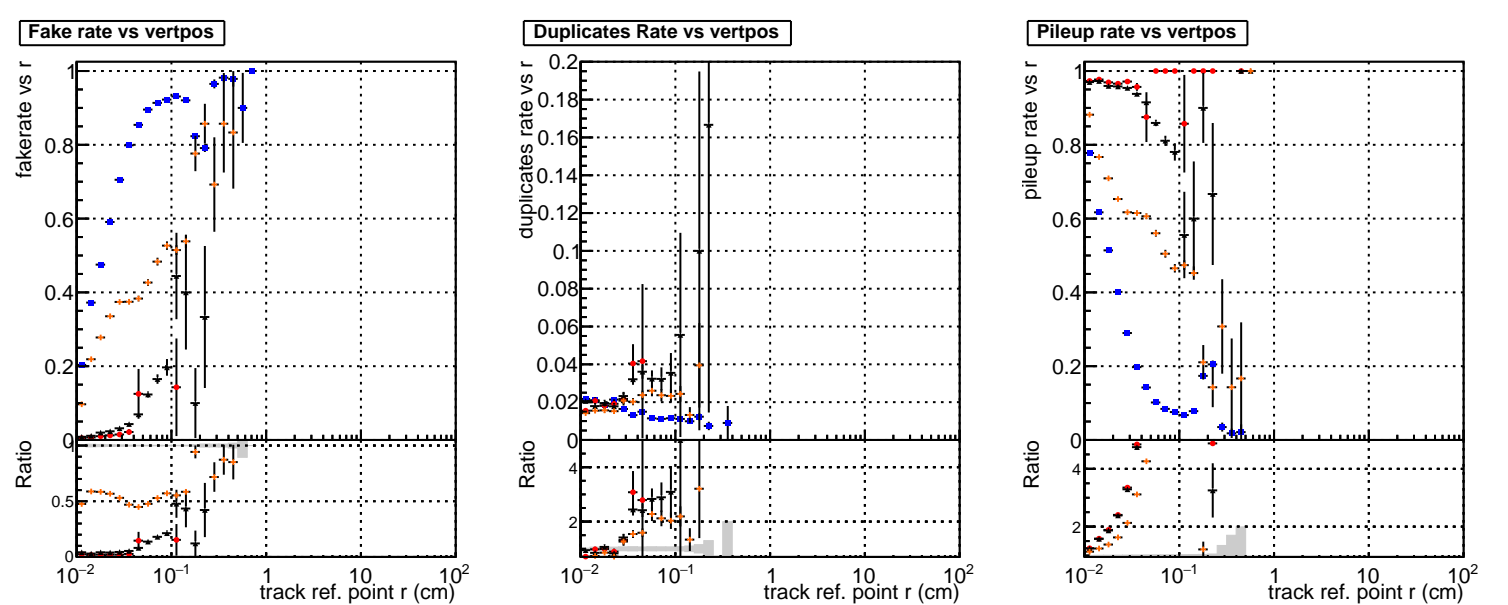 Fake rate vs vertpos
fakerate vs r
1
0.8
0.6
0.4
0.2
0
Ratio
1
0.5
0
10⁻² 10⁻¹ 1 10 10²
track ref. point r (cm)
Duplicates Rate vs vertpos
duplicates rate vs r
0.2
0.18
0.16
0.14
0.12
0.1
0.08
0.06
0.04
0.02
0
Ratio
4
2
10⁻² 10⁻¹ 1 10 10²
track ref. point r (cm)
Pileup rate vs vertpos
pileup rate vs r
1
0.8
0.6
0.4
0.2
0
Ratio
4
2
10⁻² 10⁻¹ 1 10 10²
track ref. point r (cm)